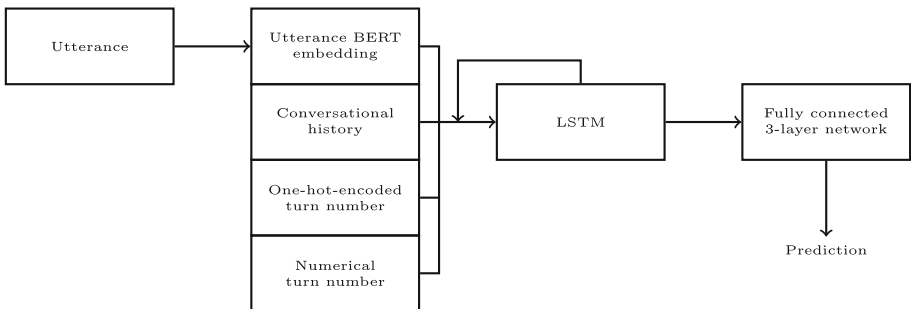 Utterance
Utterance BERT
embedding
Conversational
history
One-hot-encoded
turn number
Numerical
turn number
LSTM
Fully connected
3-layer network
Prediction